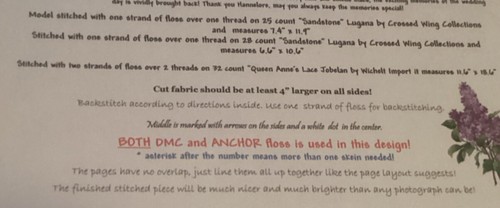 day is vividly brought back! Thank you Hannelore, may you always keep the memories special!
Model stitched with one strand of floss over one thread on 25 count "Sandstone" Lugana by Crossed Wing Collections
and measures 7.4" x 11.9"
Stitched with one strand of floss over one thread on 28 count "Sandstone" Lugana by Crossed Wing Collections and
measures 6.6" x 10.6"
Stitched with two strands of floss over 2 threads on 32 count "Queen Anne's Lace Jobelan by Wichelt Import it measures 11.6" x 18.6"
Cut fabric should be at least 4" larger on all sides!
Backstitch according to directions inside. Use one strand of floss for backstitching.
Middle is marked with arrows on the sides and a white dot in the center.
BOTH DMC and ANCHOR floss is used in this design!
* asterisk after the number means more than one skein needed!
The pages have no overlap, just line them all up together like the page layout suggests!
The finished stitched piece will be much nicer and much brighter than any photograph can be!